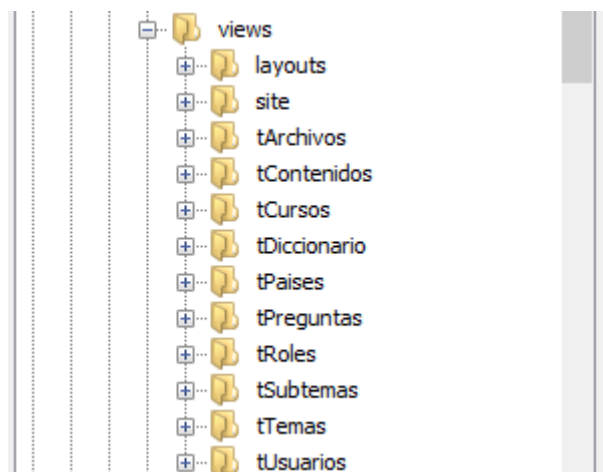 views
layouts
site
tArchivos
tContenidos
tCursos
tDiccionario
tPaises
tPreguntas
tRoles
tSubtemas
tTemas
tUsuarios